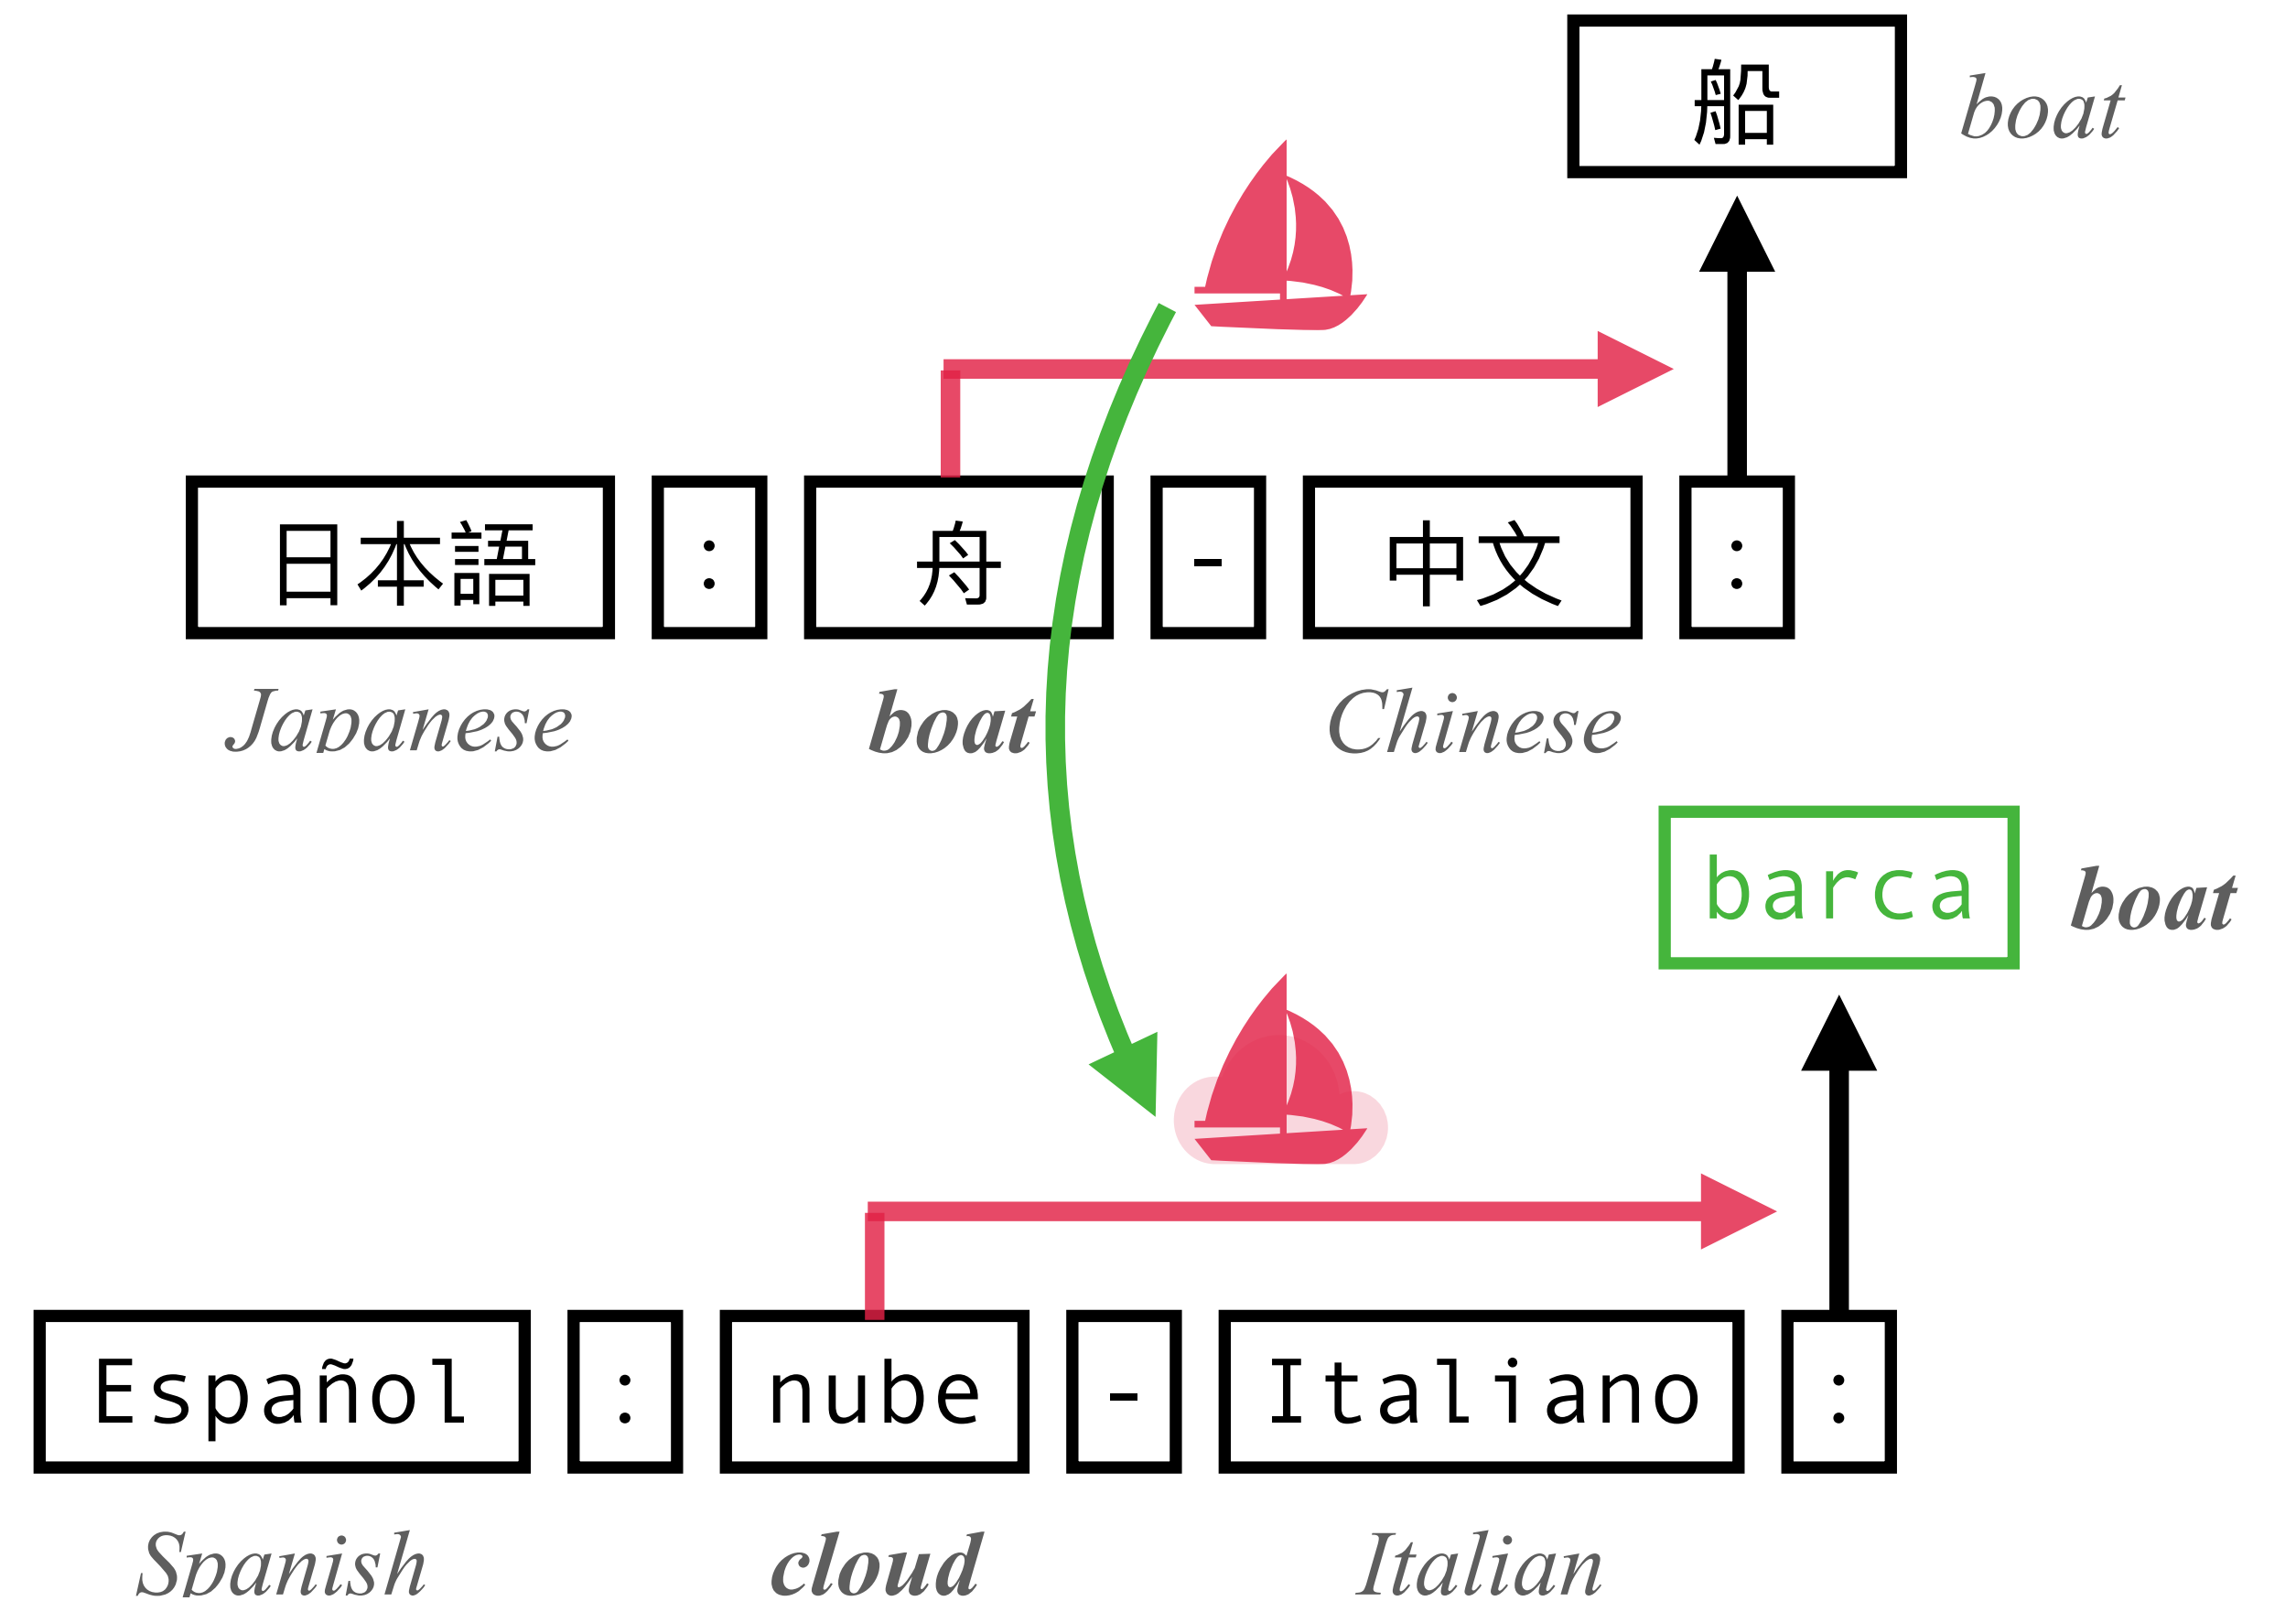 船 boat
日本語 : 舟 - 中文 :
Japanese boat Chinese
barca boat
Español : nube - Italiano :
Spanish cloud Italian